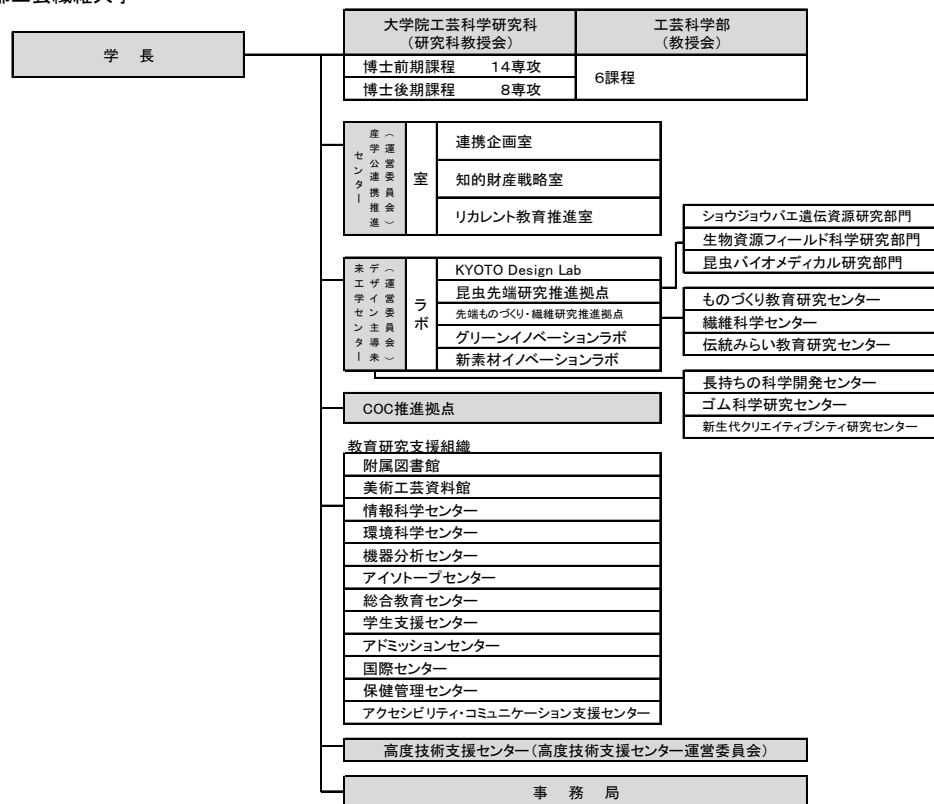 学　長
大学院工芸科学研究科
（研究科教授会）
工芸科学部
（教授会）
博士前期課程　14専攻
博士後期課程　8専攻
6課程
産学公連携推進センター
（運営委員会）
室
連携企画室
知的財産戦略室
リカレント教育推進室
デザイン主導未来工学センター
（運営委員会）
ラボ
KYOTO Design Lab
昆虫先端研究推進拠点
先端ものづくり・繊維研究推進拠点
グリーンイノベーションラボ
新素材イノベーションラボ
ショウジョウバエ遺伝資源研究部門
生物資源フィールド科学研究部門
昆虫バイオメディカル研究部門
ものづくり教育研究センター
繊維科学センター
伝統みらい教育研究センター
長持ちの科学開発センター
ゴム科学研究センター
新生代クリエイティブシティ研究センター
COC推進拠点
教育研究支援組織
附属図書館
美術工芸資料館
情報科学センター
環境科学センター
機器分析センター
アイソトープセンター
総合教育センター
学生支援センター
アドミッションセンター
国際センター
保健管理センター
アクセシビリティ・コミュニケーション支援センター
高度技術支援センター（高度技術支援センター運営委員会）
事　務　局